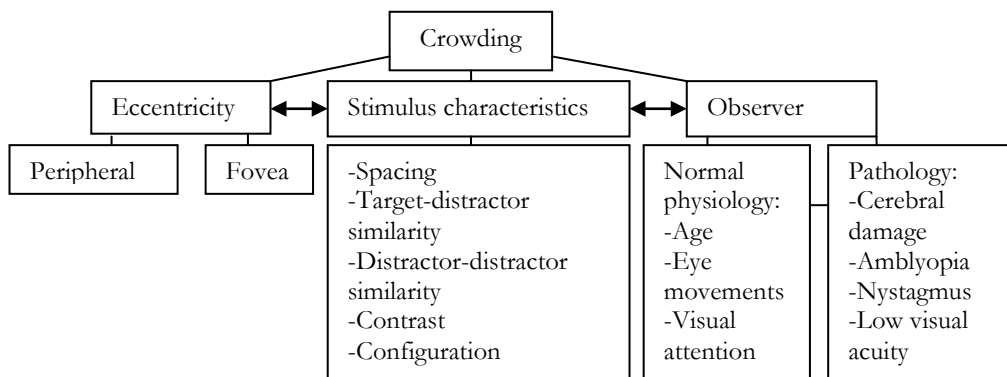 Crowding
Eccentricity
Stimulus characteristics
Observer
Peripheral
Fovea
-Spacing
-Target-distractor
similarity
-Distractor-distractor
similarity
-Contrast
-Configuration
Normal
physiology:
-Age
-Eye
movements
-Visual
attention
Pathology:
-Cerebral
damage
-Amblyopia
-Nystagmus
-Low visual
acuity